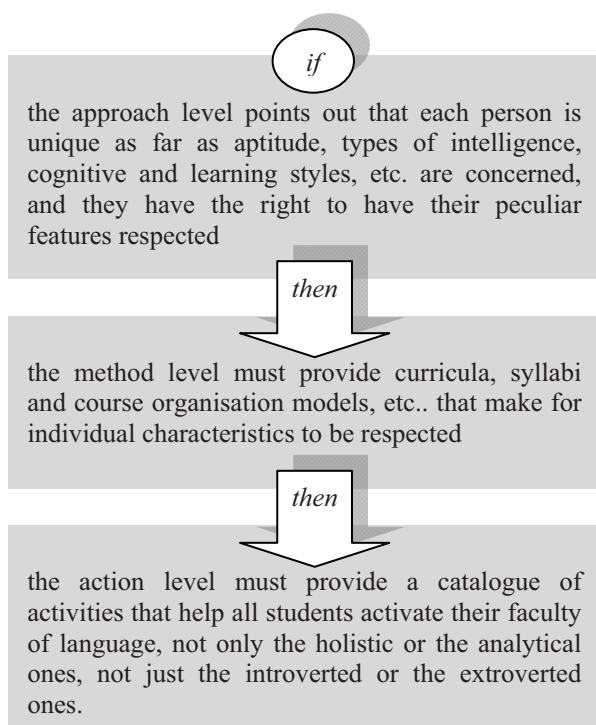 if
the approach level points out that each person is
unique as far as aptitude, types of intelligence,
cognitive and learning styles, etc. are concerned,
and they have the right to have their peculiar
features respected
then
the method level must provide curricula, syllabi
and course organisation models, etc.. that make for
individual characteristics to be respected
then
the action level must provide a catalogue of
activities that help all students activate their faculty
of language, not only the holistic or the analytical
ones, not just the introverted or the extroverted
ones.